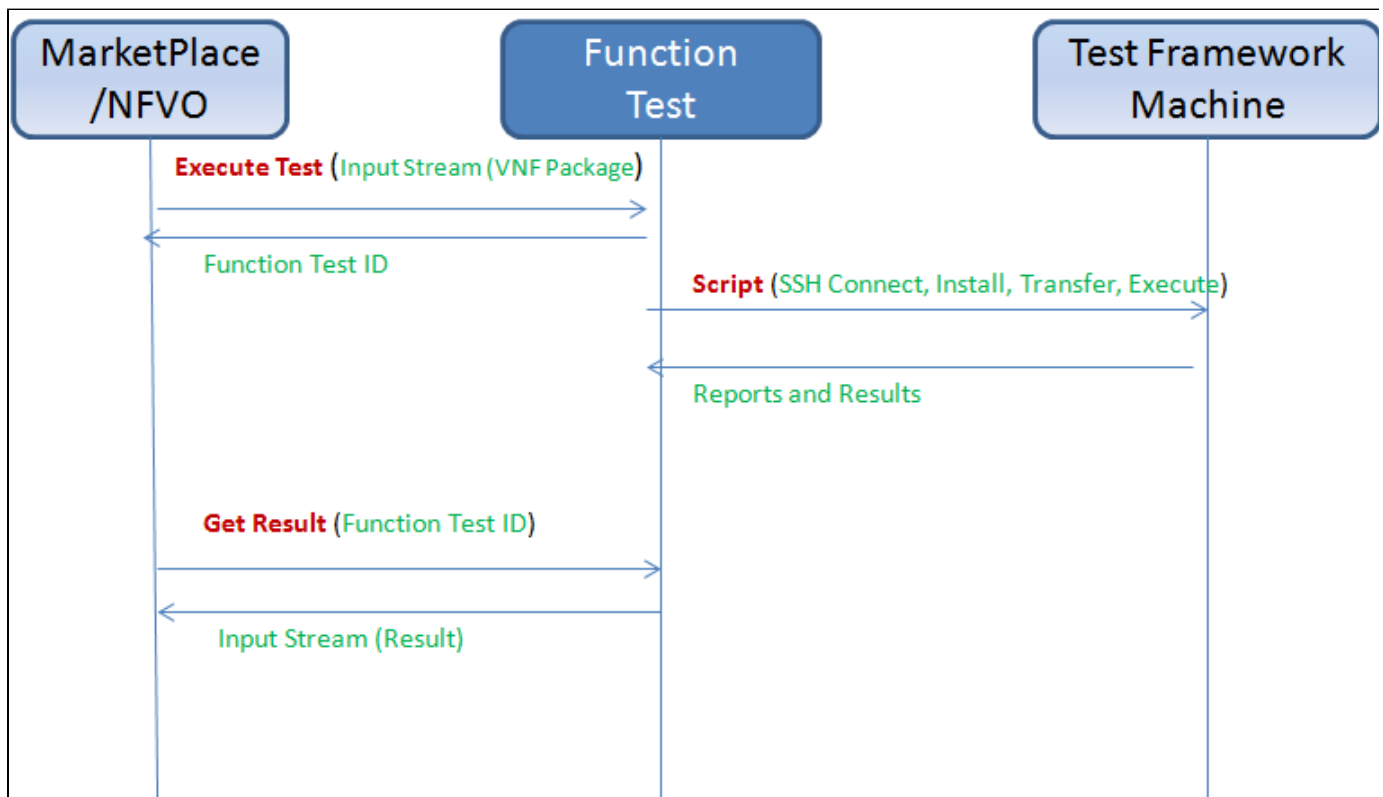 MarketPlace
/NFVO
Function
Test
Test Framework
Machine
Execute Test (Input Stream (VNF Package)
Function Test ID
Script (SSH Connect, Install, Transfer, Execute)
Reports and Results
Get Result (Function Test ID)
Input Stream (Result)